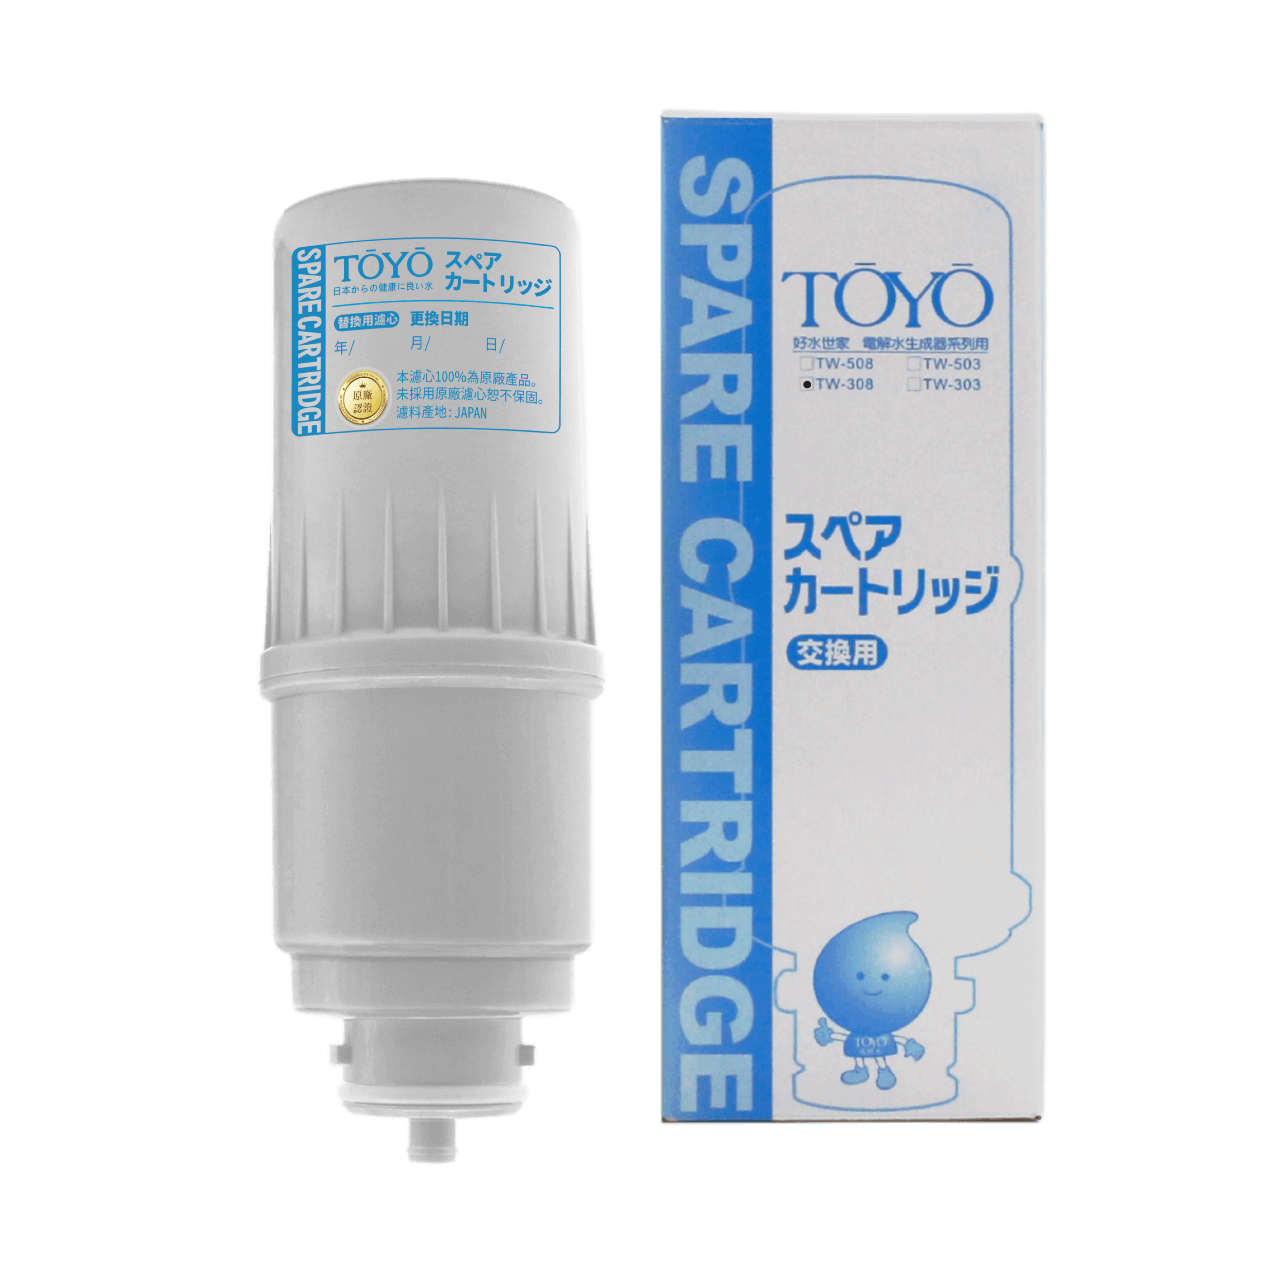 SPARE CARTRIDGE
TŌYŌ
日本からの健康に良い水
スペア
カートリッジ
替換用濾心 更換日期
年/ 月/ 日/
原廠
認證
本濾心100%為原廠產品。
未採用原廠濾心恕不保固。
濾料產地:JAPAN
SPARE CARTRIDGE
TŌYŌ
好水世家 電解水生成器系列用
TW-508 TW-503
TW-308 TW-303
スペア
カートリッジ
交換用
TOYO